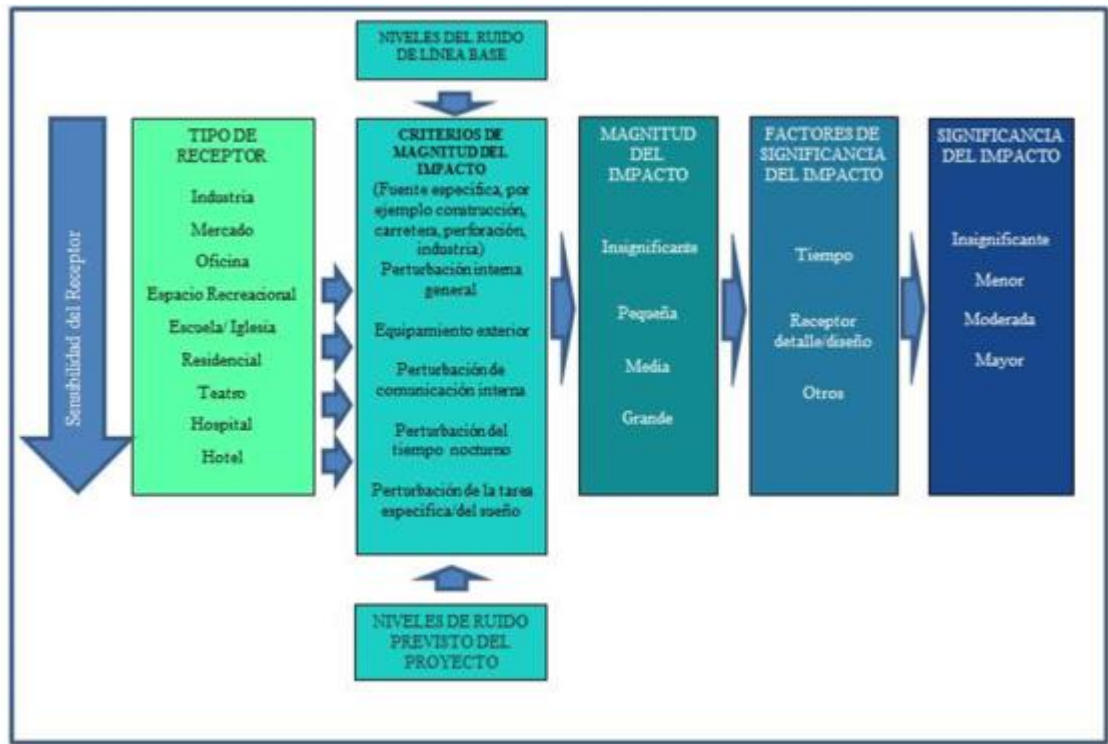 NIVELES DEL RUIDO
DE LÍNEA BASE
Sensibilidad del Receptor
TIPO DE
RECEPTOR
Industria
Mercado
Oficina
Espacio Recreacional
Escuela/ Iglesia
Residencial
Teatro
Hospital
Hotel
CRITERIOS DE
MAGNITUD DEL
IMPACTO
(Fuente especifica, por
ejemplo construcción,
carretera, perforación,
industria)
Perturbación interna
general
Equipamiento exterior
Perturbación de
comunicación interna
Perturbación del
tiempo nocturno
Perturbación de la tarea
especifica/del sueño
NIVELES DE RUIDO
PREVISTO DEL
PROYECTO
MAGNITUD
DEL
IMPACTO
Insignificante
Pequeña
Media
Grande
FACTORES DE
SIGNIFICANCIA
DEL IMPACTO
Tiempo
Receptor
detalle/diseño
Otros
SIGNIFICANCIA
DEL IMPACTO
Insignificante
Menor
Moderada
Mayor